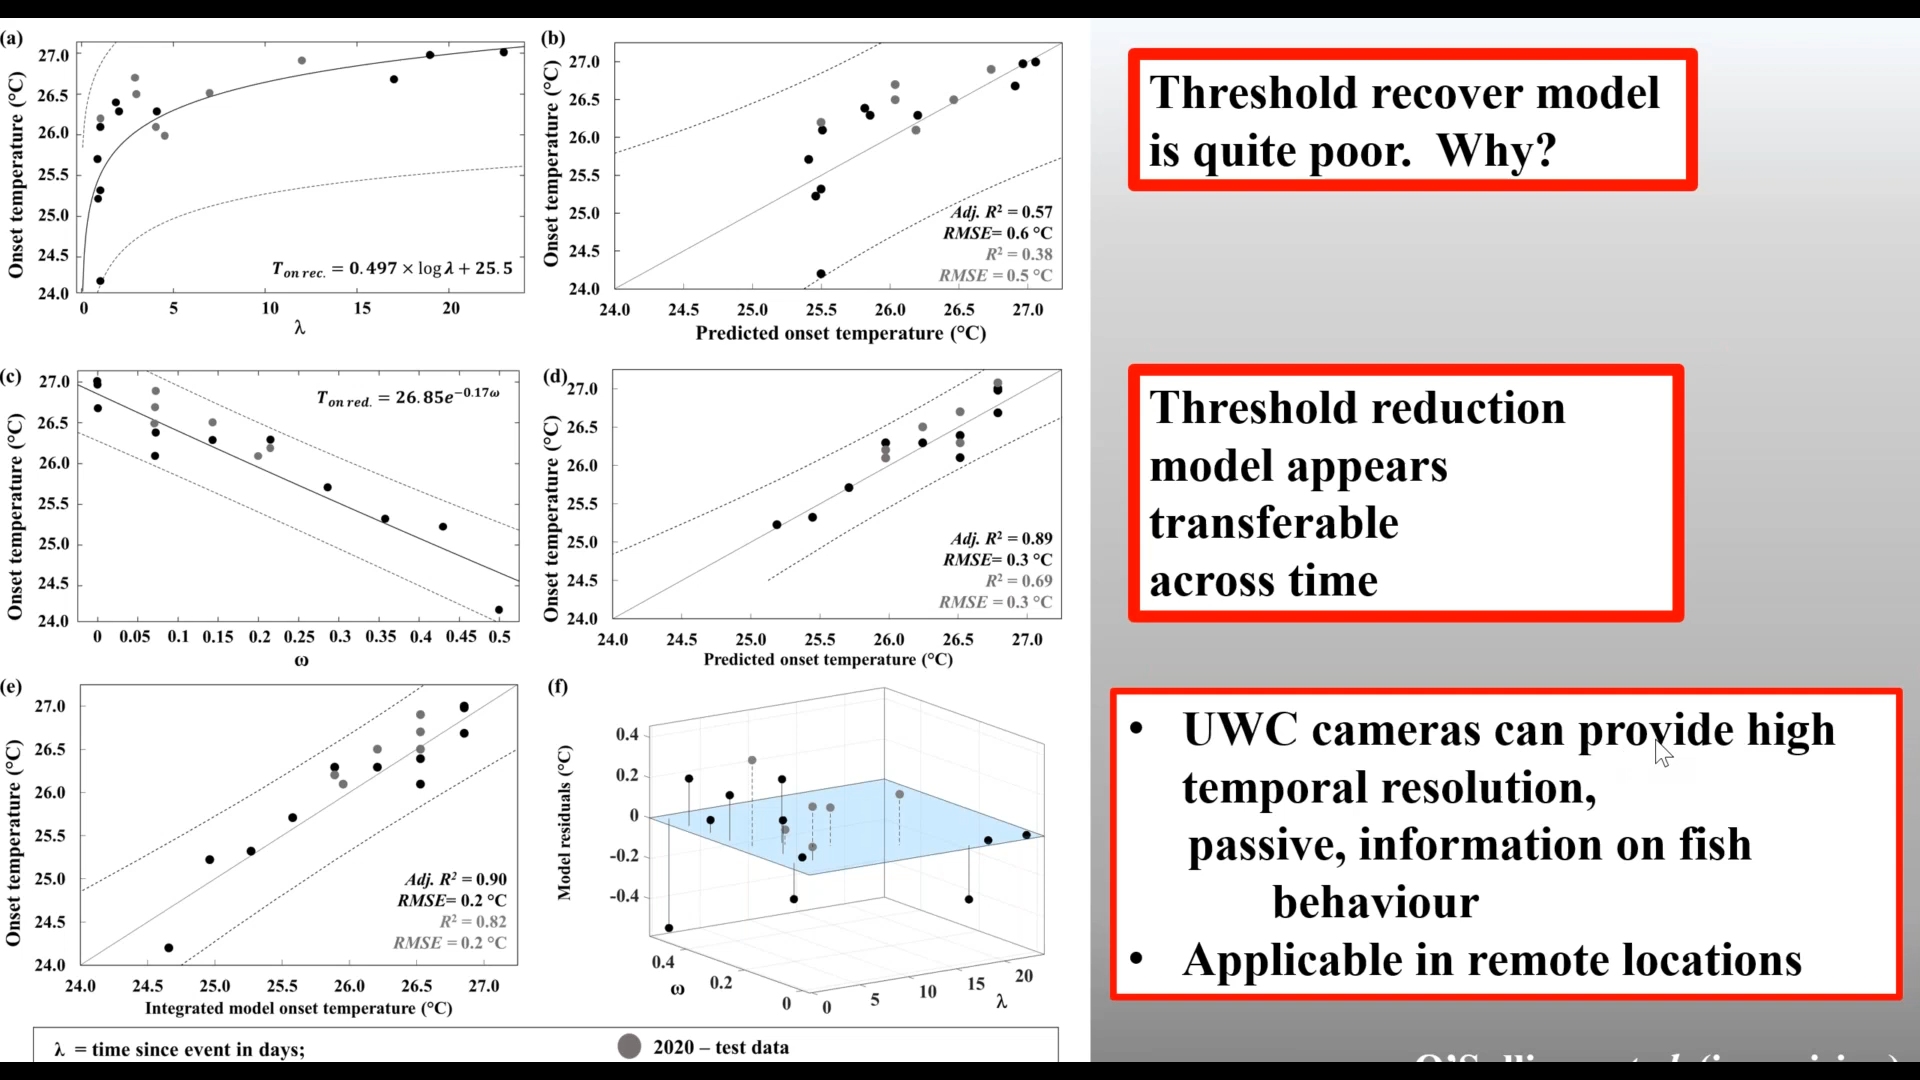 (a)
Onset temperature (°C)
27.0
26.5
26.0
25.5
25.0
24.5
24.0
0 5 10 15 20
λ
T on rec. = 0.497 × log λ + 25.5
(b)
Onset temperature (°C)
27.0
26.5
26.0
25.5
25.0
24.5
24.0
Adj. R² = 0.57
RMSE= 0.6 °C
R² = 0.38
RMSE = 0.5 °C
24.0 24.5 25.0 25.5 26.0 26.5 27.0
Predicted onset temperature (°C)
Threshold recover model
is quite poor. Why?
(c)
Onset temperature (°C)
27.0
26.5
26.0
25.5
25.0
24.5
24.0
T on red. = 26.85e^−0.17ω
0 0.05 0.1 0.15 0.2 0.25 0.3 0.35 0.4 0.45 0.5
ω
(d)
Onset temperature (°C)
27.0
26.5
26.0
25.5
25.0
24.5
24.0
Adj. R² = 0.89
RMSE= 0.3 °C
R² = 0.69
RMSE = 0.3 °C
24.0 24.5 25.0 25.5 26.0 26.5 27.0
Predicted onset temperature (°C)
Threshold reduction
model appears
transferable
across time
(e)
Onset temperature (°C)
27.0
26.5
26.0
25.5
25.0
24.5
24.0
Adj. R² = 0.90
RMSE= 0.2 °C
R² = 0.82
RMSE = 0.2 °C
24.0 24.5 25.0 25.5 26.0 26.5 27.0
Integrated model onset temperature (°C)
(f)
Model residuals (°C)
0.4
0.2
0
-0.2
-0.4
0.4 0.2 0
ω
0 5 10 15 20
λ
• UWC cameras can provide high
temporal resolution,
passive, information on fish
behaviour
• Applicable in remote locations
λ = time since event in days;
2020 – test data